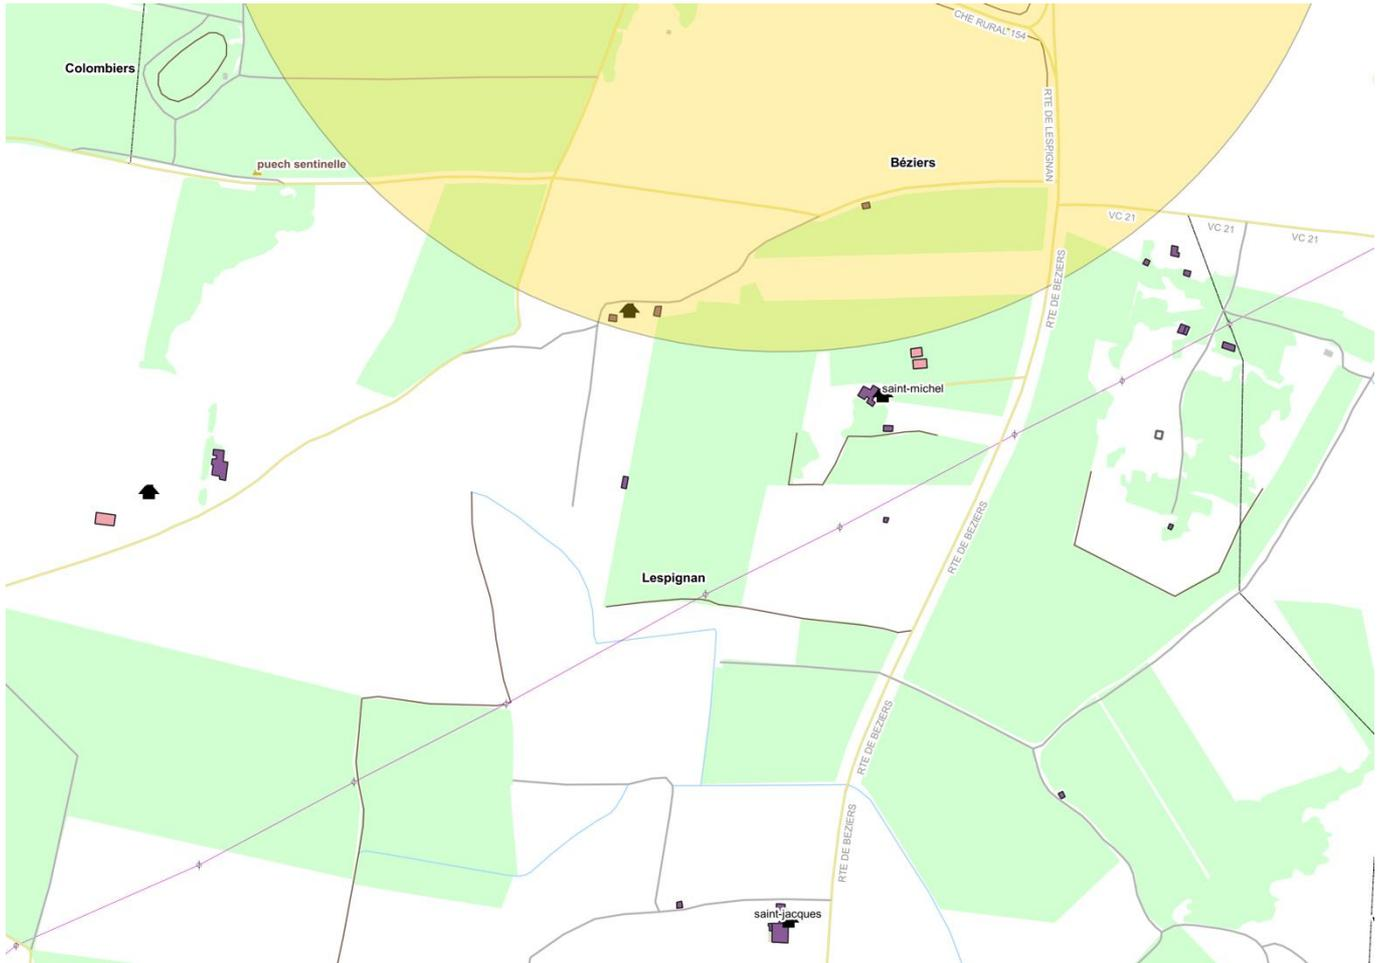 CHE RURAL 154
Colombiers
RTE DE LESPIGNAN
puech sentinelle
Béziers
VC 21
VC 21
VC 21
RTE DE BEZIERS
saint-michel
RTE DE BEZIERS
Lespignan
RTE DE BEZIERS
RTE DE BEZIERS
saint-jacques